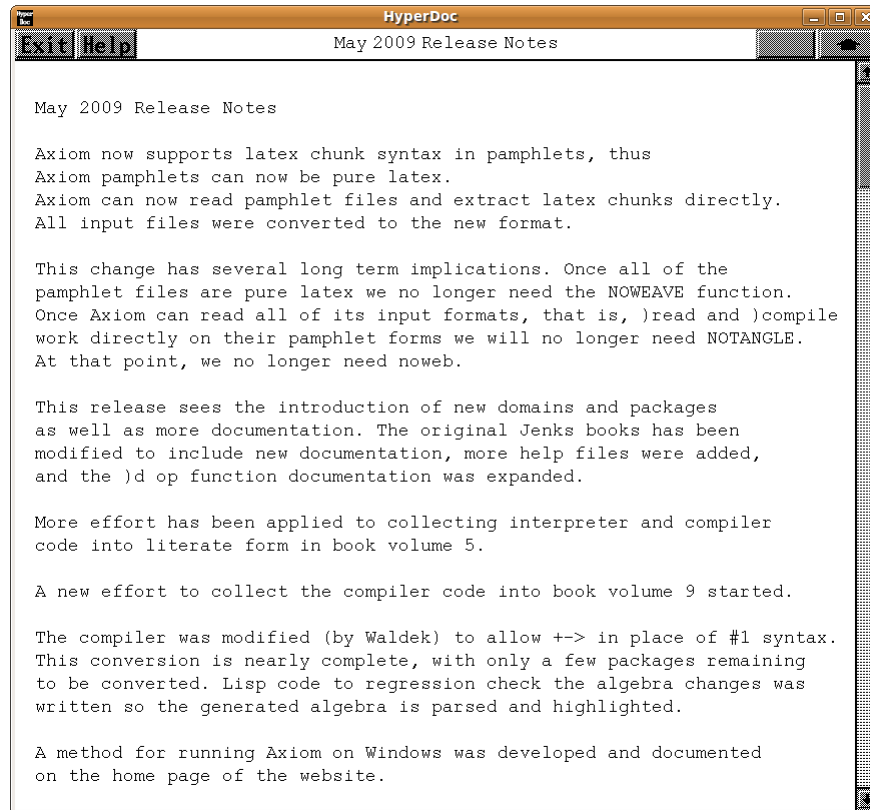 Hyper
Doc
HyperDoc
Exit Help
May 2009 Release Notes
May 2009 Release Notes
Axiom now supports latex chunk syntax in pamphlets, thus
Axiom pamphlets can now be pure latex.
Axiom can now read pamphlet files and extract latex chunks directly.
All input files were converted to the new format.
This change has several long term implications. Once all of the
pamphlet files are pure latex we no longer need the NOWEAVE function.
Once Axiom can read all of its input formats, that is, )read and )compile
work directly on their pamphlet forms we will no longer need NOTANGLE.
At that point, we no longer need noweb.
This release sees the introduction of new domains and packages
as well as more documentation. The original Jenks books has been
modified to include new documentation, more help files were added,
and the )d op function documentation was expanded.
More effort has been applied to collecting interpreter and compiler
code into literate form in book volume 5.
A new effort to collect the compiler code into book volume 9 started.
The compiler was modified (by Waldek) to allow +-> in place of #1 syntax.
This conversion is nearly complete, with only a few packages remaining
to be converted. Lisp code to regression check the algebra changes was
written so the generated algebra is parsed and highlighted.
A method for running Axiom on Windows was developed and documented
on the home page of the website.